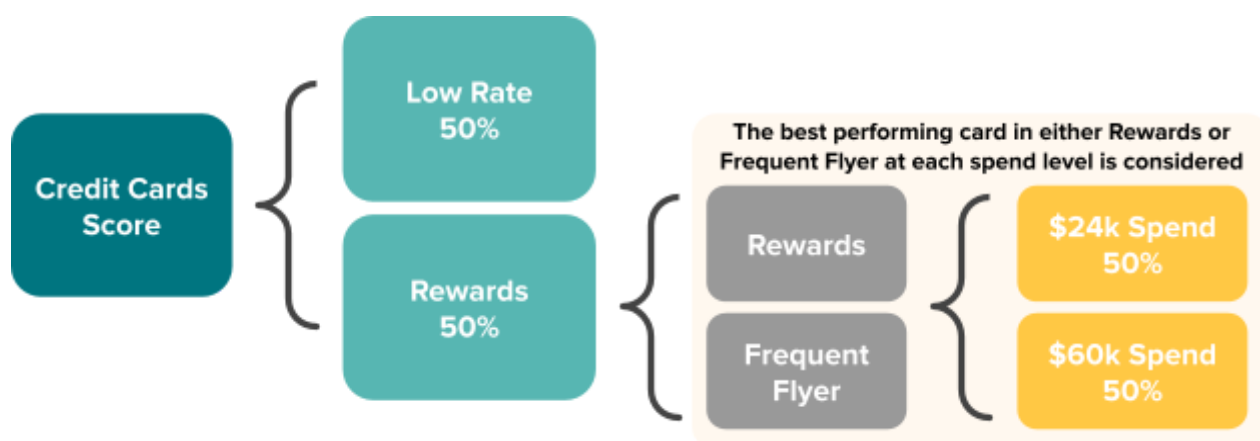 Credit Cards
Score
Low Rate
50%
Rewards
50%
The best performing card in either Rewards or
Frequent Flyer at each spend level is considered
Rewards
Frequent
Flyer
$24k Spend
50%
$60k Spend
50%